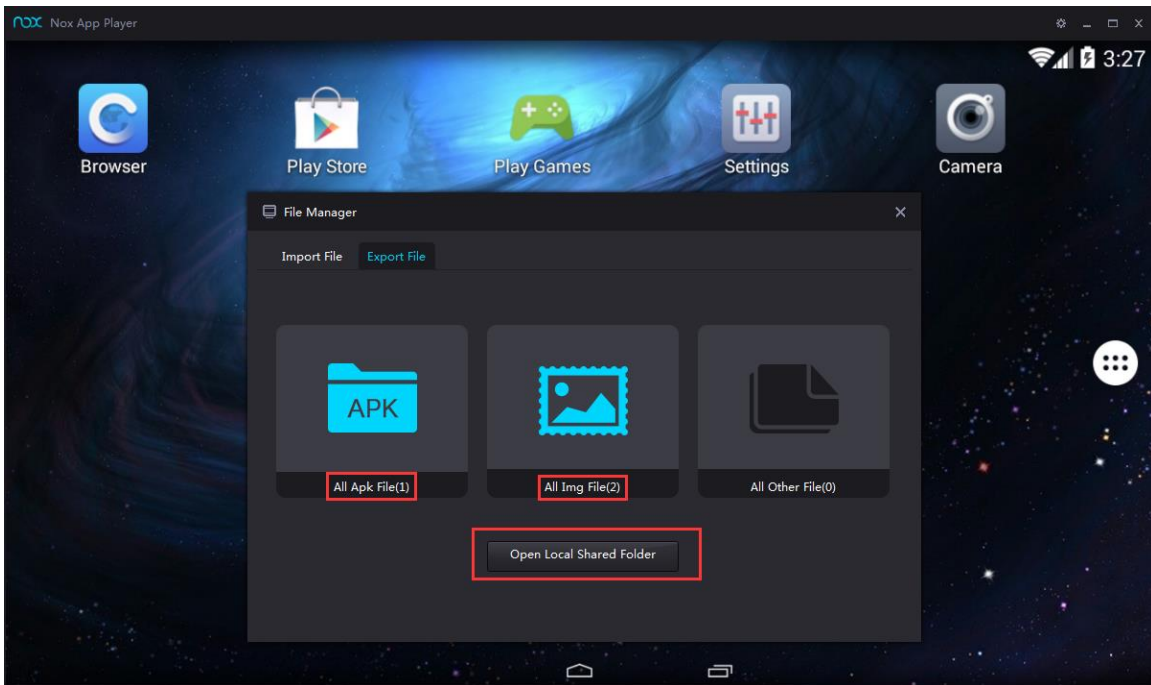 nox Nox App Player
3:27
Browser
Play Store
Play Games
Settings
Camera
File Manager
Import File
Export File
APK
All Apk File(1)
All Img File(2)
All Other File(0)
Open Local Shared Folder